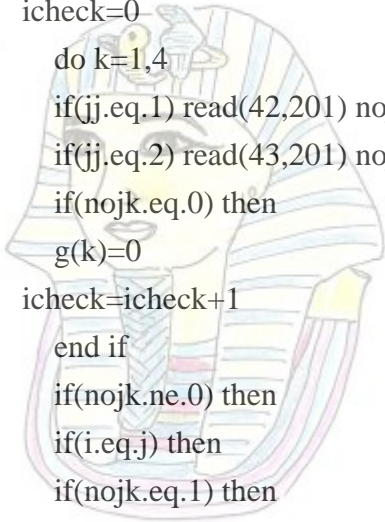 icheck=0
do k=1,4
if(jj.eq.1) read(42,201) no
if(jj.eq.2) read(43,201) no
if(nojk.eq.0) then
g(k)=0
icheck=icheck+1
end if
if(nojk.ne.0) then
if(i.eq.j) then
if(nojk.eq.1) then